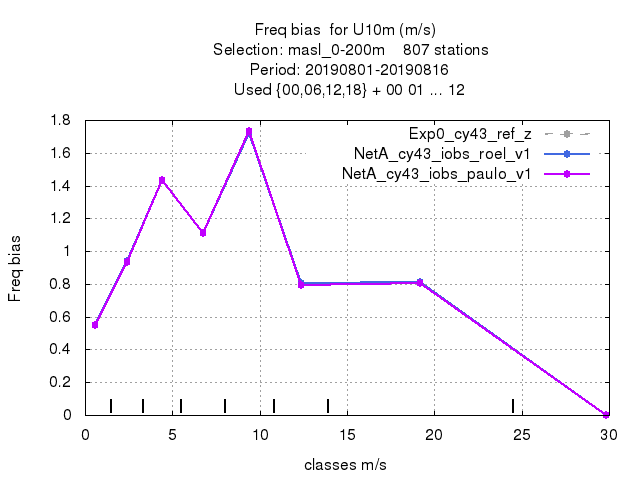 Freq bias  for U10m (m/s)
Selection: masl_0-200m    807 stations
Period: 20190801-20190816
Used {00,06,12,18} + 00 01 ... 12
Exp0_cy43_ref_z
NetA_cy43_iobs_roel_v1
NetA_cy43_iobs_paulo_v1
1.8
1.6
1.4
1.2
1
0.8
0.6
0.4
0.2
0
Freq bias
0 5 10 15 20 25 30
classes m/s